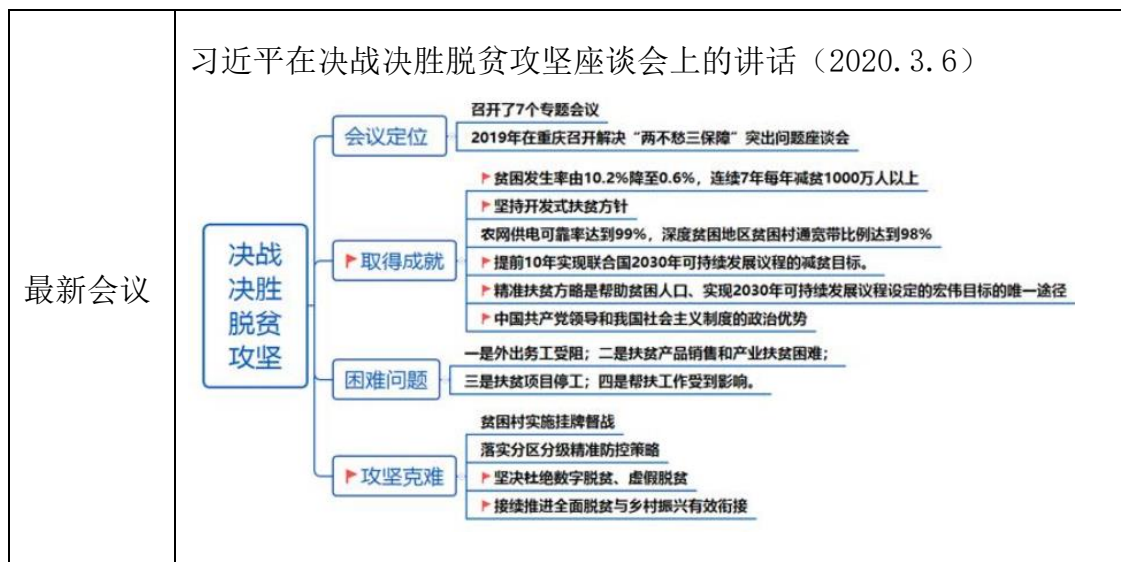 最新会议
习近平在决战决胜脱贫攻坚座谈会上的讲话（2020.3.6）
决战
决胜
脱贫
攻坚
会议定位
召开了7个专题会议
2019年在重庆召开解决“两不愁三保障”突出问题座谈会
取得成就
贫困发生率由10.2%降至0.6%，连续7年每年减贫1000万人以上
坚持开发式扶贫方针
农网供电可靠率达到99%，深度贫困地区贫困村通宽带比例达到98%
提前10年实现联合国2030年可持续发展议程的减贫目标。
精准扶贫方略是帮助贫困人口、实现2030年可持续发展议程设定的宏伟目标的唯一途径
中国共产党领导和我国社会主义制度的政治优势
困难问题
一是外出务工受阻；二是扶贫产品销售和产业扶贫困难；
三是扶贫项目停工；四是帮扶工作受到影响。
攻坚克难
贫困村实施挂牌督战
落实分区分级精准防控策略
坚决杜绝数字脱贫、虚假脱贫
接续推进全面脱贫与乡村振兴有效衔接